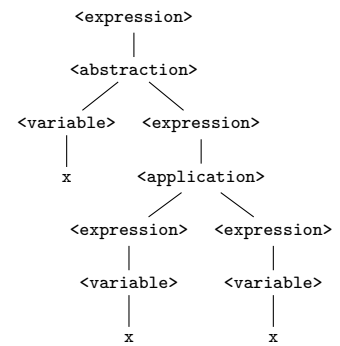 <expression>
<abstraction>
<variable> <expression>
x <application>
<expression> <expression>
<variable> <variable>
x x